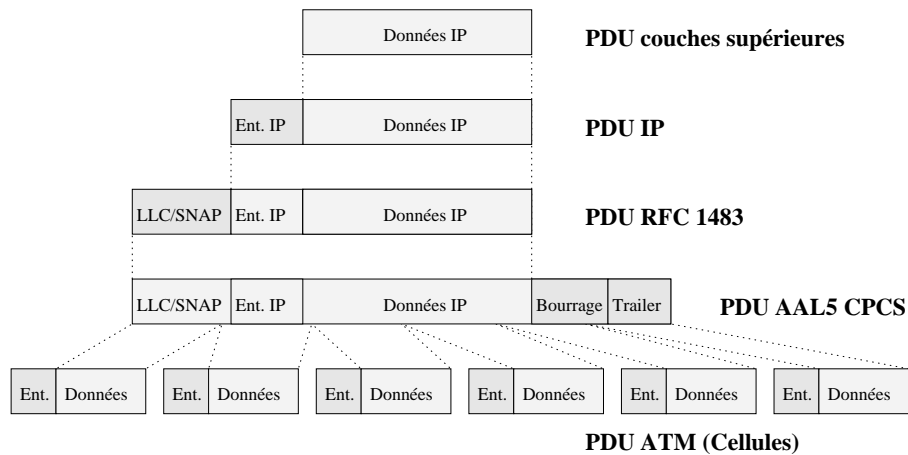 Données IP PDU couches supérieures
Ent. IP Données IP PDU IP
LLC/SNAP Ent. IP Données IP PDU RFC 1483
LLC/SNAP Ent. IP Données IP Bourrage Trailer PDU AAL5 CPCS
Ent. Données Ent. Données Ent. Données Ent. Données Ent. Données Ent. Données
PDU ATM (Cellules)